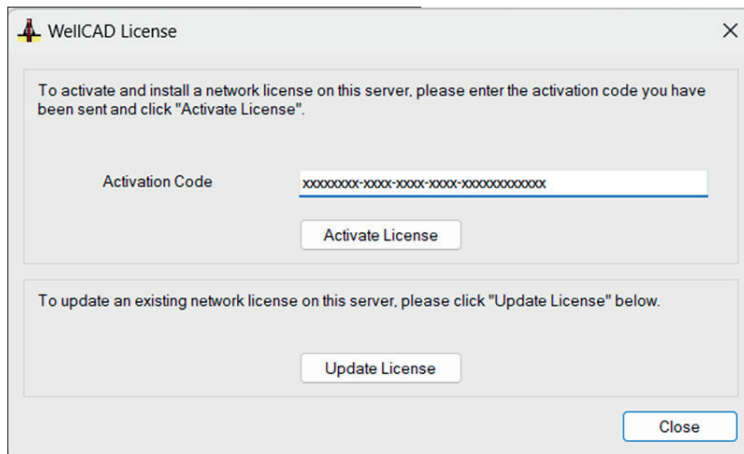 WellCAD License
To activate and install a network license on this server, please enter the activation code you have
been sent and click "Activate License".
Activation Code
xxxxxxxx-xxxx-xxxx-xxxx-xxxxxxxxxxxx
Activate License
To update an existing network license on this server, please click "Update License" below.
Update License
Close